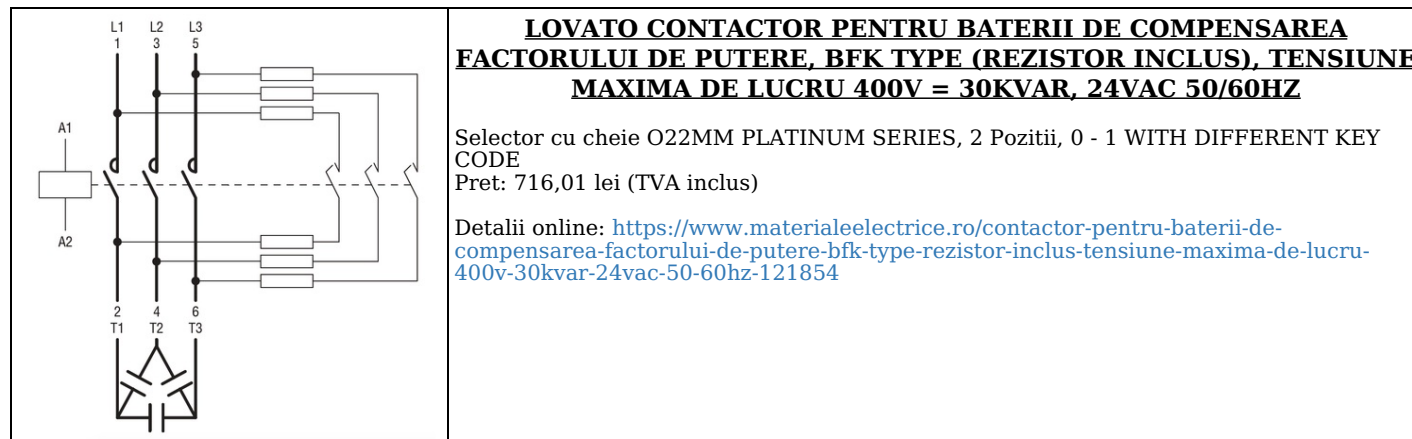 L1 L2 L3
1 3 5
A1
A2
2 4 6
T1 T2 T3
LOVATO CONTACTOR PENTRU BATERII DE COMPENSAREA
FACTORULUI DE PUTERE, BFK TYPE (REZISTOR INCLUS), TENSIUNE
MAXIMA DE LUCRU 400V = 30KVAR, 24VAC 50/60HZ
Selector cu cheie O22MM PLATINUM SERIES, 2 Pozitii, 0 - 1 WITH DIFFERENT KEY
CODE
Pret: 716,01 lei (TVA inclus)
Detalii online: https://www.materialeelectrice.ro/contactor-pentru-baterii-de-
compensarea-factorului-de-putere-bfk-type-rezistor-inclus-tensiune-maxima-de-lucru-
400v-30kvar-24vac-50-60hz-121854